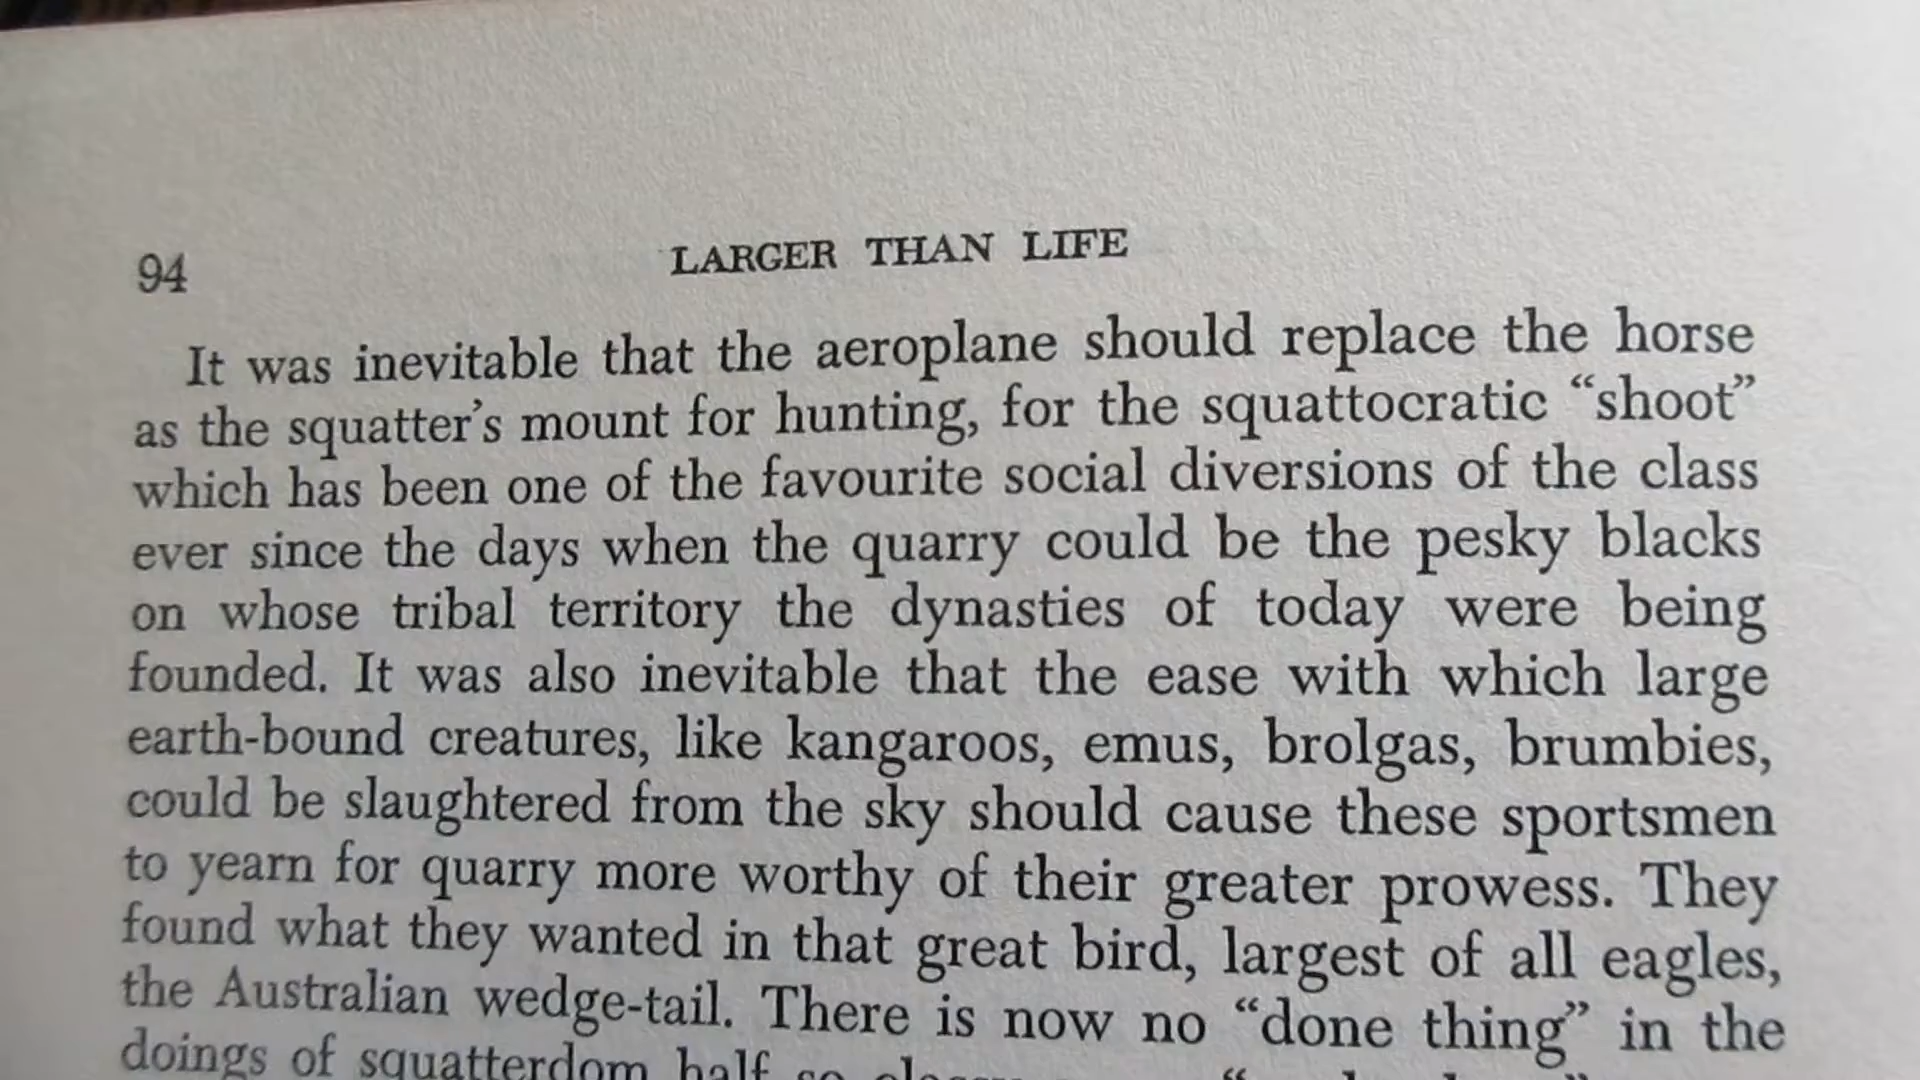 94
LARGER THAN LIFE
It was inevitable that the aeroplane should replace the horse
as the squatter's mount for hunting, for the squattocratic “shoot”
which has been one of the favourite social diversions of the class
ever since the days when the quarry could be the pesky blacks
on whose tribal territory the dynasties of today were being
founded. It was also inevitable that the ease with which large
earth-bound creatures, like kangaroos, emus, brolgas, brumbies,
could be slaughtered from the sky should cause these sportsmen
to yearn for quarry more worthy of their greater prowess. They
found what they wanted in that great bird, largest of all eagles,
the Australian wedge-tail. There is now no “done thing” in the
doings of squatterdom half so